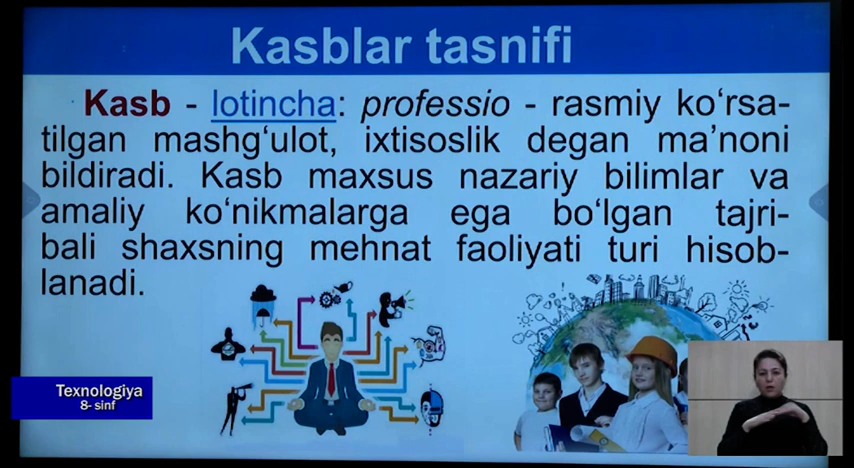 Kasblar tasnifi
Kasb - lotincha: professio - rasmiy ko‘rsa-
tilgan mashg‘ulot, ixtisoslik degan ma’noni
bildiradi. Kasb maxsus nazariy bilimlar va
amaliy ko‘nikmalarga ega bo‘lgan tajri-
bali shaxsning mehnat faoliyati turi hisob-
lanadi.
Texnologiya
8- sinf